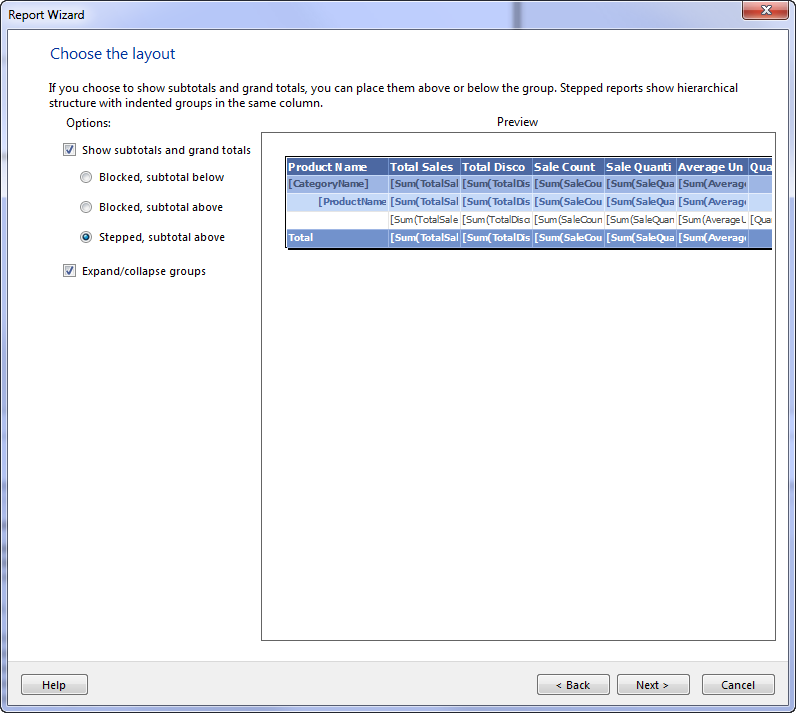 Report Wizard
Choose the layout
If you choose to show subtotals and grand totals, you can place them above or below the group. Stepped reports show hierarchical
structure with indented groups in the same column.
Options:
Preview
Show subtotals and grand totals
Blocked, subtotal below
Blocked, subtotal above
Stepped, subtotal above
Expand/collapse groups
Product Name Total Sales Total Disco Sale Count Sale Quanti Average Un Qua
[CategoryName] [Sum(TotalSal [Sum(TotalDis [Sum(SaleCou [Sum(SaleQua [Sum(Average
[ProductName [Sum(TotalSal [Sum(TotalDis [Sum(SaleCou [Sum(SaleQua [Sum(Average
[Sum(TotalSale [Sum(TotalDisco [Sum(SaleCoun [Sum(SaleQuan [Sum(AverageU [Qua
Total [Sum(TotalSal [Sum(TotalDis [Sum(SaleCou [Sum(SaleQua [Sum(Average
Help < Back Next > Cancel